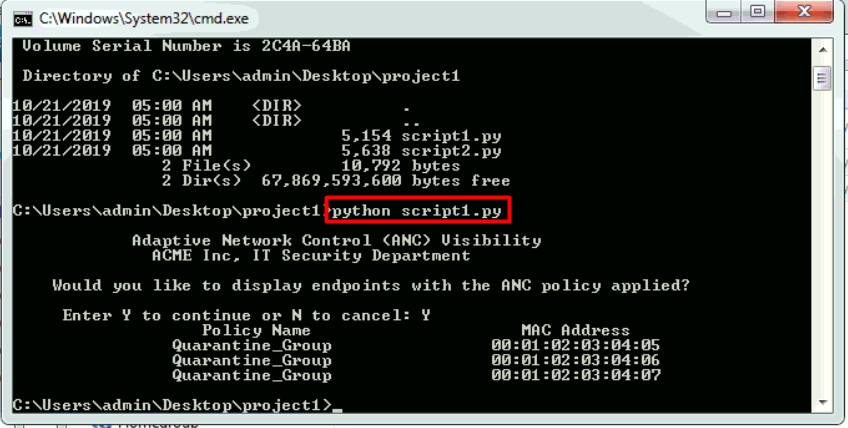 C:\Windows\System32\cmd.exe
Volume Serial Number is 2C4A-64BA
Directory of C:\Users\admin\Desktop\project1
10/21/2019 05:00 AM <DIR> .
10/21/2019 05:00 AM <DIR> ..
10/21/2019 05:00 AM 5,154 script1.py
10/21/2019 05:00 AM 5,638 script2.py
2 File(s) 10,792 bytes
2 Dir(s) 67,869,593,600 bytes free
C:\Users\admin\Desktop\project1>python script1.py
Adaptive Network Control (ANC) Visibility
ACME Inc, IT Security Department
Would you like to display endpoints with the ANC policy applied?
Enter Y to continue or N to cancel: Y
Policy Name MAC Address
Quarantine_Group 00:01:02:03:04:05
Quarantine_Group 00:01:02:03:04:06
Quarantine_Group 00:01:02:03:04:07
C:\Users\admin\Desktop\project1>_